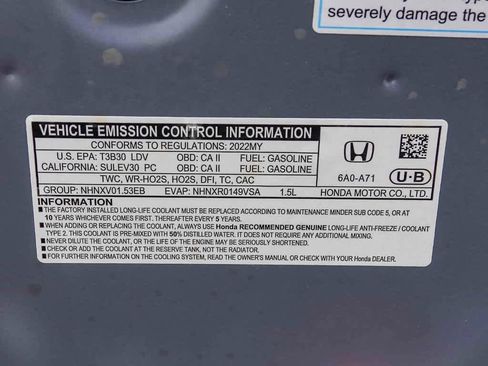 severely damage the
VEHICLE EMISSION CONTROL INFORMATION
CONFORMS TO REGULATIONS: 2022MY
U.S. EPA: T3B30 LDV OBD: CA II FUEL: GASOLINE
CALIFORNIA: SULEV30 PC OBD: CA II FUEL: GASOLINE
TWC, WR-HO2S, HO2S, DFI, TC, CAC
GROUP: NHNXV01.53EB EVAP: NHNXR0149VSA 1.5L
6A0-A71
U·B
HONDA MOTOR CO., LTD.
INFORMATION
■ THE FACTORY INSTALLED LONG-LIFE COOLANT MUST BE REPLACED ACCORDING TO MAINTENANCE MINDER SUB CODE 5, OR AT
10 YEARS WHICHEVER COMES FIRST. THEREAFTER EVERY 5 YEARS.
■ WHEN ADDING OR REPLACING THE COOLANT, ALWAYS USE Honda RECOMMENDED GENUINE LONG-LIFE ANTI-FREEZE / COOLANT
TYPE 2. THIS COOLANT IS PRE-MIXED WITH 50% DISTILLED WATER. IT DOES NOT REQUIRE ANY ADDITIONAL MIXING.
■ NEVER DILUTE THE COOLANT, OR THE LIFE OF THE ENGINE MAY BE SERIOUSLY SHORTENED.
■ CHECK OR ADD THE COOLANT AT THE RESERVE TANK, NOT THE RADIATOR.
■ FOR FURTHER INFORMATION ON THE COOLING SYSTEM, READ THE OWNER'S MANUAL OR CONSULT WITH YOUR Honda DEALER.